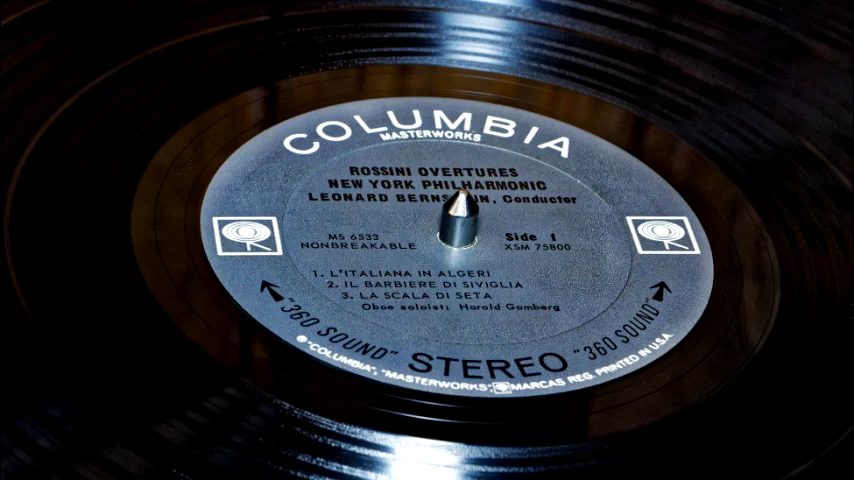 COLUMBIA
MASTERWORKS
ROSSINI OVERTURES
NEW YORK PHILHARMONIC
LEONARD BERNSTEIN, Conductor
MS 6533
NONBREAKABLE
Side 1
XSM 75800
1. L'ITALIANA IN ALGERI
2. IL BARBIERE DI SIVIGLIA
3. LA SCALA DI SETA
Oboe soloist: Harold Gomberg
"360 SOUND" STEREO "360 SOUND"
® "COLUMBIA", "MASTERWORKS", MARCAS REG. PRINTED IN U.S.A.